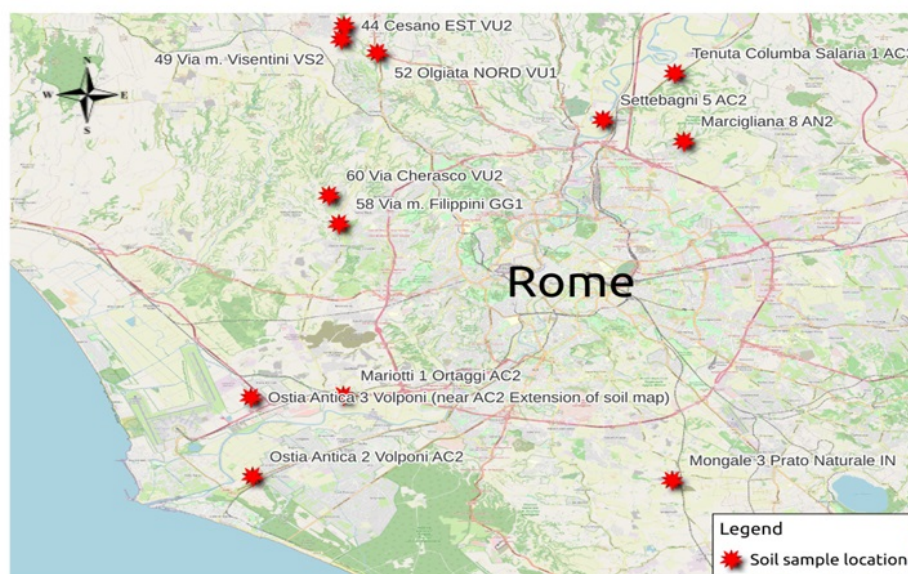 44 Cesano EST VU2
49 Via m. Visentini VS2
52 Olgiata NORD VU1
Tenuta Columba Salaria 1 AC3
Settebagni 5 AC2
Marcigliana 8 AN2
N
W E
S
60 Via Cherasco VU2
58 Via m. Filippini GG1
Rome
Mariotti 1 Ortaggi AC2
Ostia Antica 3 Volponi (near AC2 Extension of soil map)
Ostia Antica 2 Volponi AC2
Mongale 3 Prato Naturale IN
Legend
Soil sample location